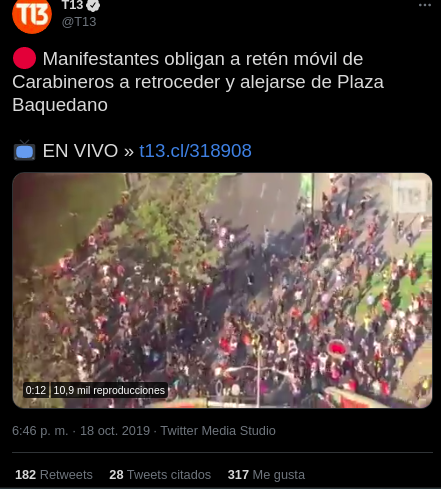 T13
@T13
Manifestantes obligan a retén móvil de
Carabineros a retroceder y alejarse de Plaza
Baquedano
EN VIVO » t13.cl/318908
T13
0:12 | 10,9 mil reproducciones
6:46 p. m. · 18 oct. 2019 · Twitter Media Studio
182 Retweets 28 Tweets citados 317 Me gusta